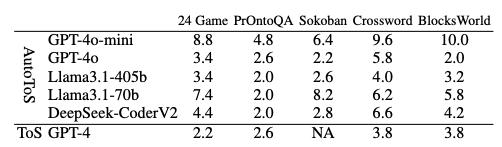 24 Game PrOntoQA Sokoban Crossword BlocksWorld
AutoToS
GPT-4o-mini 8.8 4.8 6.4 9.6 10.0
GPT-4o 3.4 2.6 2.2 5.8 2.0
Llama3.1-405b 3.4 2.0 2.6 4.0 3.2
Llama3.1-70b 7.4 2.0 8.2 6.2 5.8
DeepSeek-CoderV2 4.4 2.0 2.8 6.6 4.2
ToS GPT-4 2.2 2.6 NA 3.8 3.8